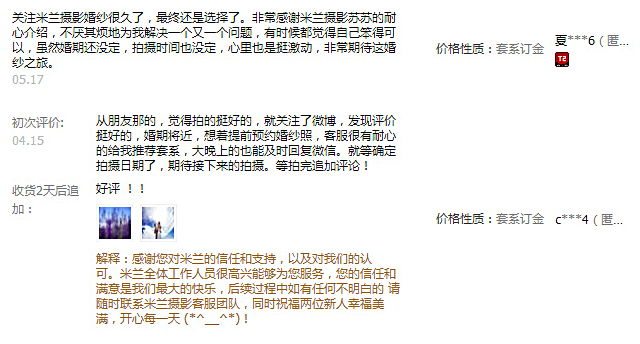 关注米兰摄影婚纱很久了，最终还是选择了。非常感谢米兰摄影苏苏的耐
心介绍，不厌其烦地为我解决一个又一个问题，有时候都觉得自己笨得可
以，虽然婚期还没定，拍摄时间也没定，心里也是挺激动，非常期待这婚
纱之旅。
05.17
价格性质：套系订金
夏***6（匿...
T2
初次评价:
04.15
从朋友那的，觉得拍的挺好的，就关注了微博，发现评价
挺好的，婚期将近，想着提前预约婚纱照，客服很有耐心
的给我推荐套系，大晚上的也能及时回复微信。就等确定
拍摄日期了，期待接下来的拍摄。等拍完追加评论！
收货2天后追
加：
好评 ！！
价格性质：套系订金
c***4（匿...
解释：感谢您对米兰的信任和支持，以及对我们的认
可。米兰全体工作人员很高兴能够为您服务，您的信任和
满意是我们最大的快乐，后续过程中如有任何不明白的 请
随时联系米兰摄影客服团队，同时祝福两位新人幸福美
满，开心每一天 (*^__^*)！